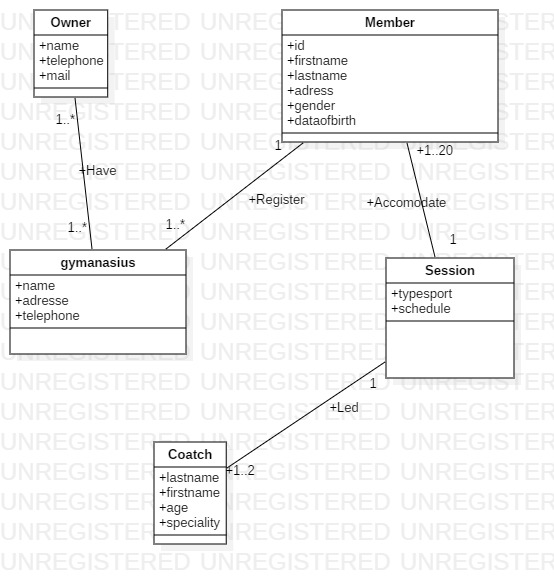 Owner
+name
+telephone
+mail
Member
+id
+firstname
+lastname
+adress
+gender
+dataofbirth
1..*
+Have
1..*
1
+Register
1..*
+1..20
+Accomodate
1
gymanasius
+name
+adresse
+telephone
Session
+typesport
+schedule
1
+Led
+1..2
Coatch
+lastname
+firstname
+age
+speciality
UNREGISTERED